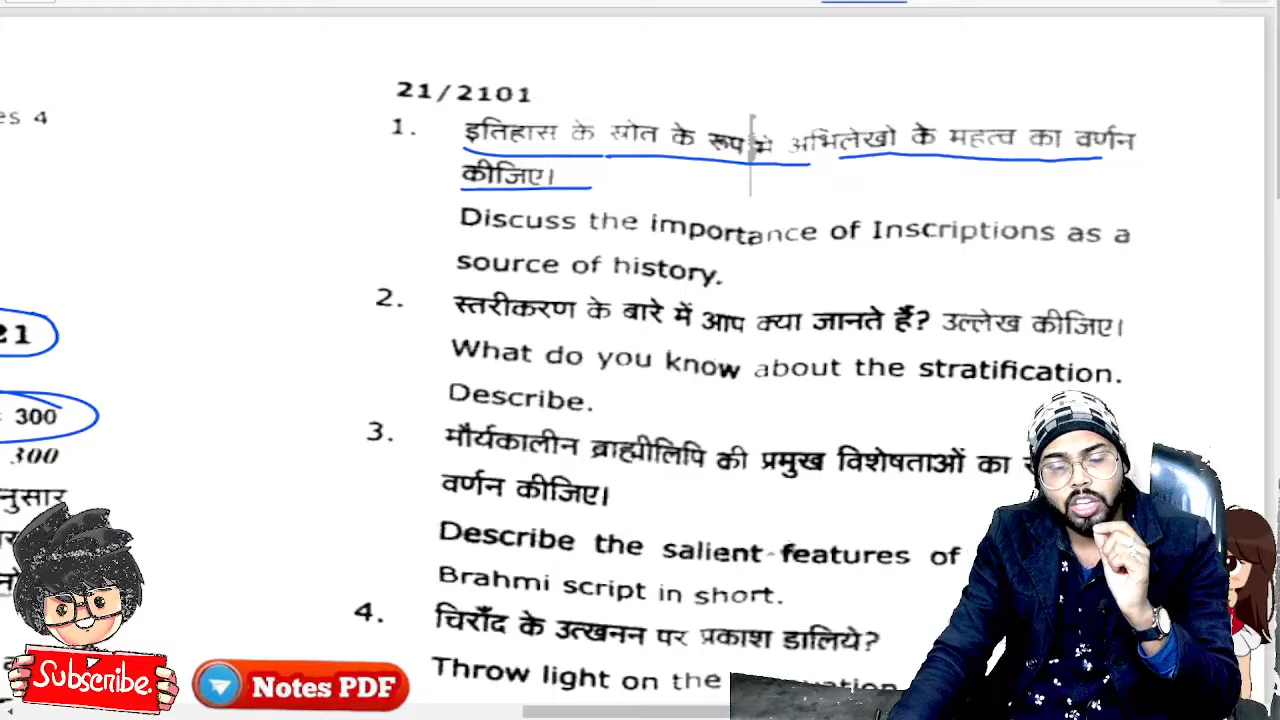 es 4
21/2101
1. इतिहास के स्रोत के रूप में अभिलेखो के महत्व का वर्णन
कीजिए।
Discuss the importance of Inscriptions as a
source of history.
2. स्तरीकरण के बारे में आप क्या जानते हैं? उल्लेख कीजिए।
What do you know about the stratification.
Describe.
3. मौर्यकालीन ब्राह्मीलिपि की प्रमुख विशेषताओं का
वर्णन कीजिए।
Describe the salient features of
Brahmi script in short.
4. चिराँद के उत्खनन पर प्रकाश डालिये?
Throw light on the
21
300
300
नुसार
Subscribe.
Notes PDF